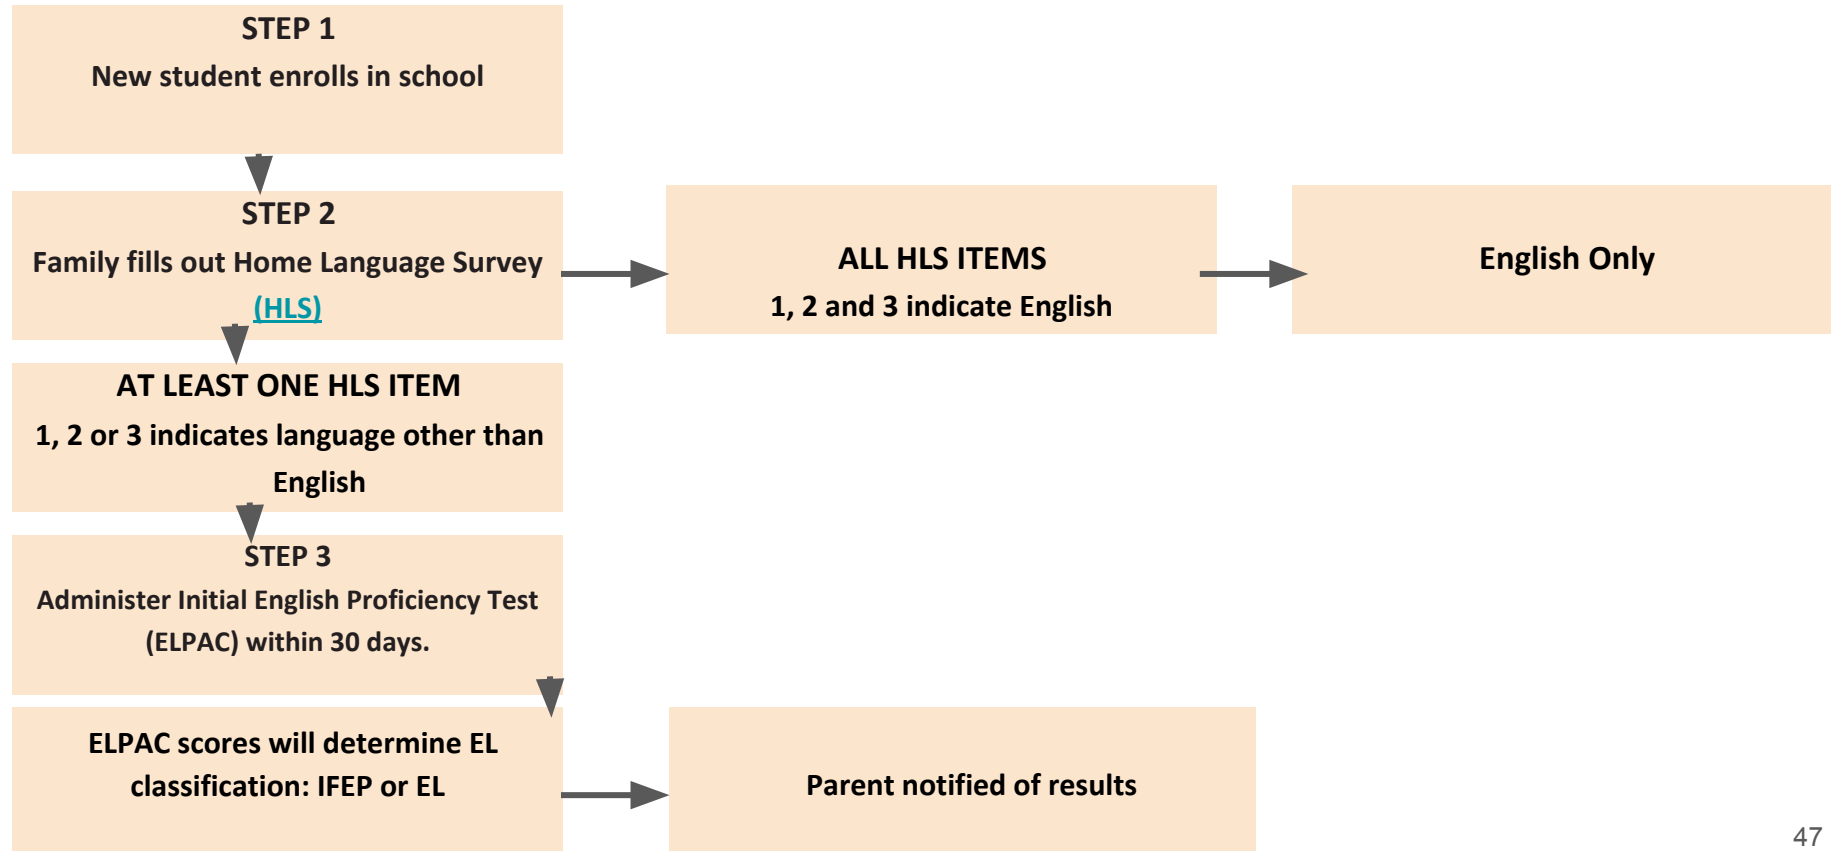 STEP 1
New student enrolls in school
STEP 2
Family fills out Home Language Survey
(HLS)
ALL HLS ITEMS
1, 2 and 3 indicate English
English Only
AT LEAST ONE HLS ITEM
1, 2 or 3 indicates language other than
English
STEP 3
Administer Initial English Proficiency Test
(ELPAC) within 30 days.
ELPAC scores will determine EL
classification: IFEP or EL
Parent notified of results
47